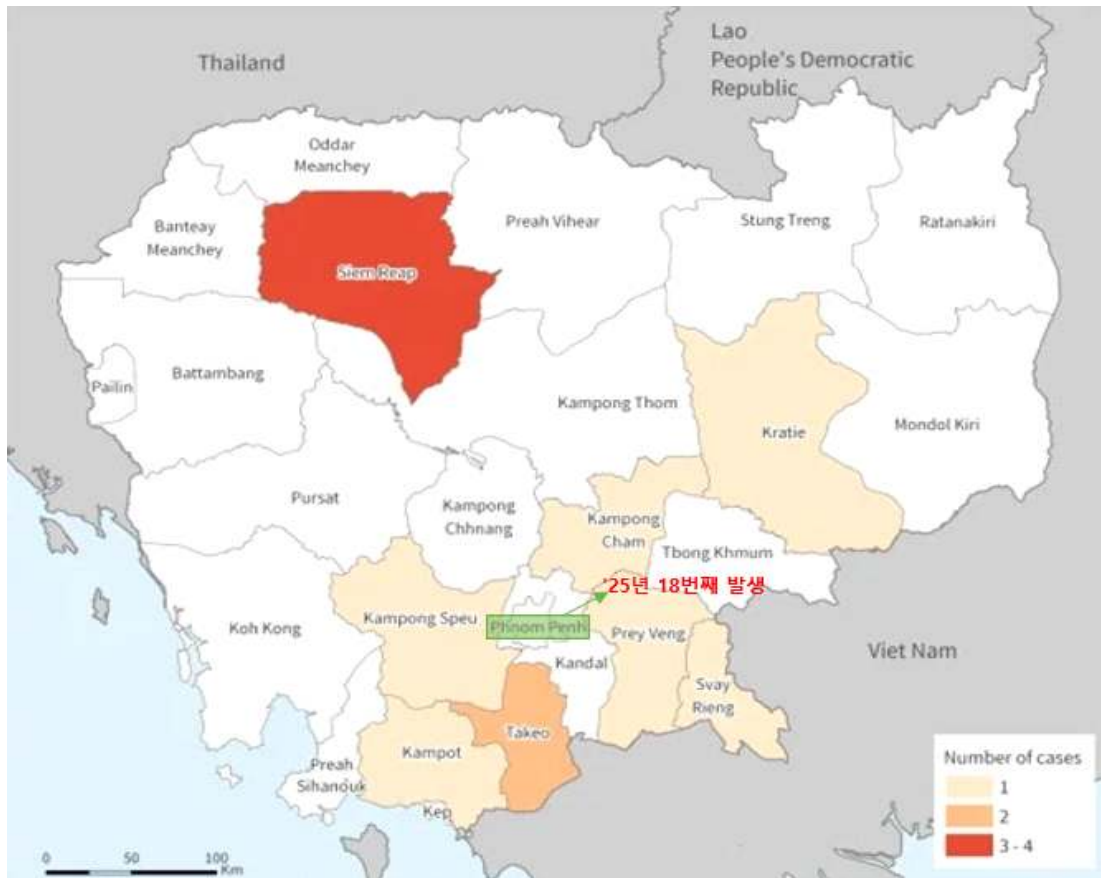 Thailand
Lao
People's Democratic
Republic
Oddar
Meanchey
Banteay
Meanchey
Siem Reap
Preah Vihear
Stung Treng
Ratanakiri
Pailin
Battambang
Kampong Thom
Kratie
Mondol Kiri
Pursat
Kampong
Chhnang
Kampong
Cham
Tbong Khmum
'25년 18번째 발생
Koh Kong
Kampong Speu
Phnom Penh
Prey Veng
Kandal
Viet Nam
Svay
Rieng
Takeo
Kampot
Preah
Sihanouk
Kep
Number of cases
1
2
3 - 4
0 50 100
Km